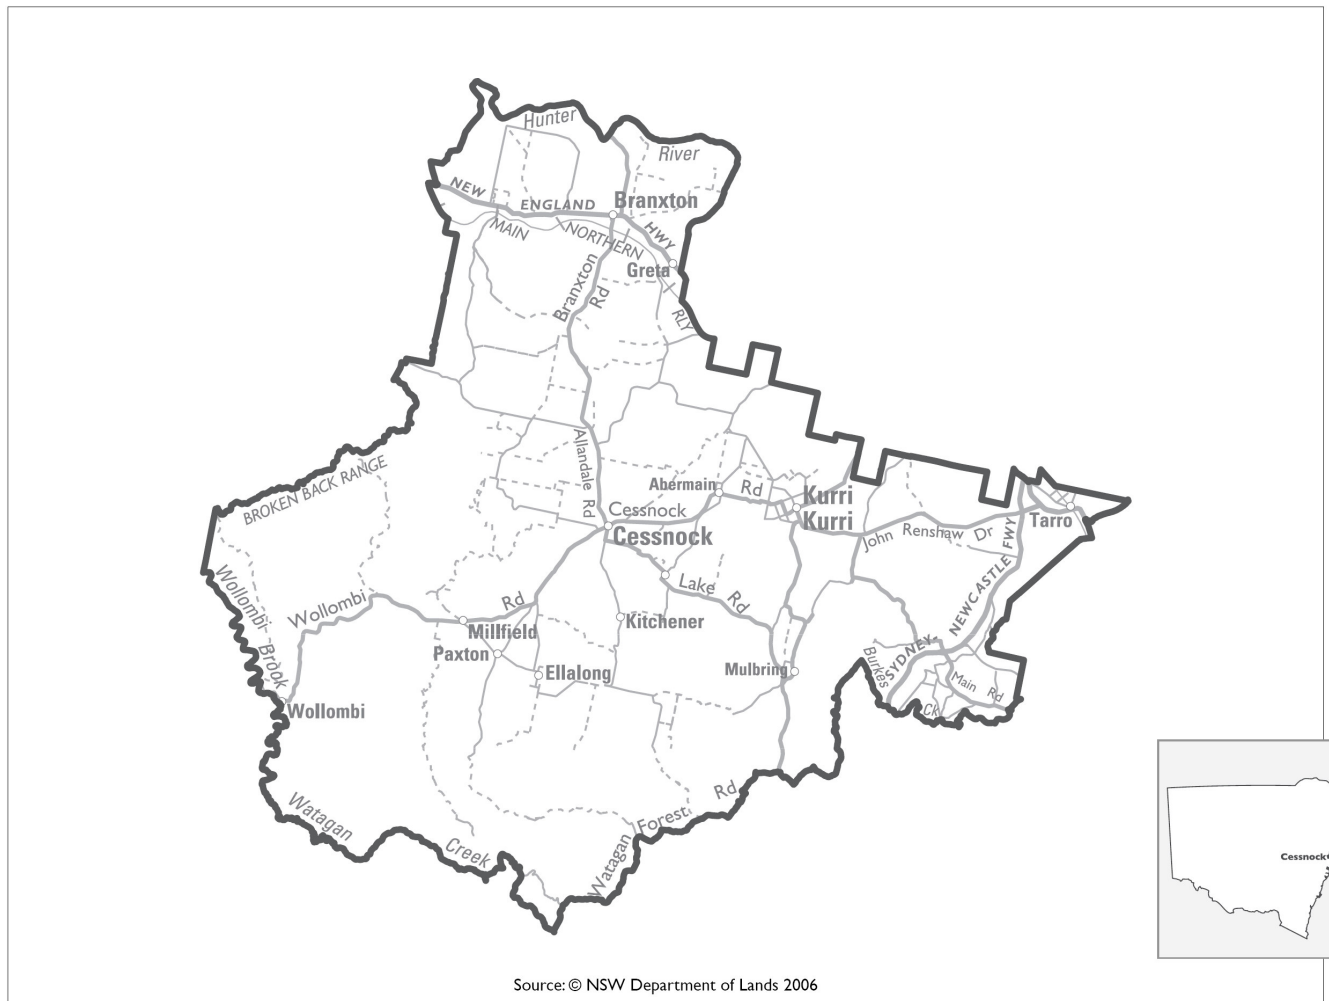 Hunter
River
NEW ENGLAND HWY
Branxton
MAIN NORTHERN RLY
Greta
Branxton Rd
Allandale Rd
BROKEN BACK RANGE
Abermain
Cessnock Rd
Kurri
Kurri
Cessnock
John Renshaw Dr
Tarro
SYDNEY- NEWCASTLE FWY
Wollombi Brook
Wollombi Rd
Lake Rd
Millfield
Kitchener
Paxton
Ellalong
Mulbring
Burkes Ck
Main Rd
Wollombi
Watagan Creek
Watagan Forest Rd
Cessnock
Source: © NSW Department of Lands 2006